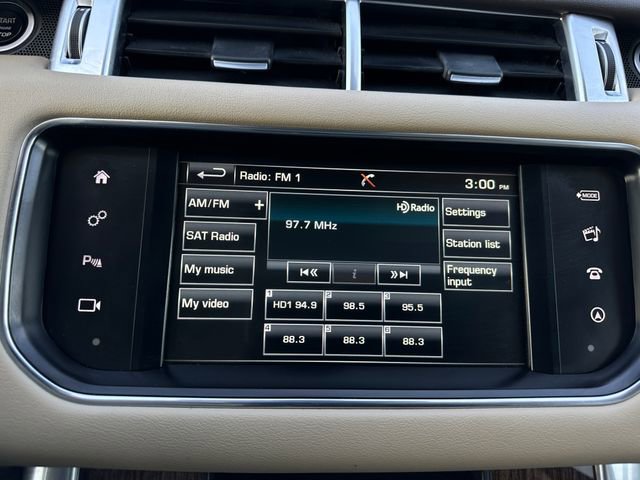 START
STOP
Radio: FM 1
3:00 PM
AM/FM +
HD Radio
Settings
97.7 MHz
SAT Radio
Station list
My music
i
Frequency
input
My video
1 HD1 94.9
2 98.5
3 95.5
4 88.3
5 88.3
6 88.3
P
MODE